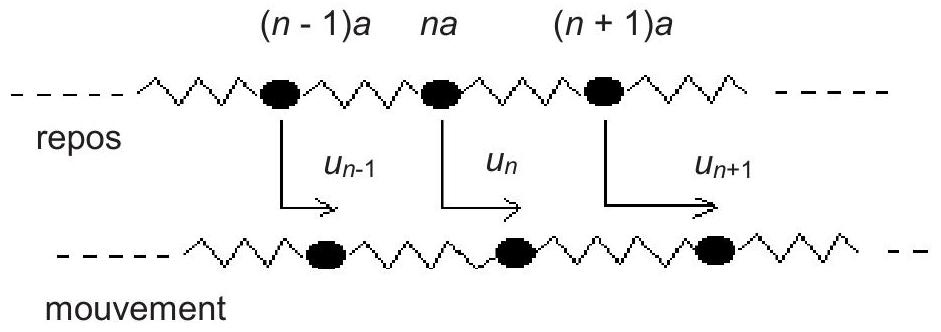 (n - 1)a na (n + 1)a
repos
uₙ₋₁ uₙ uₙ₊₁
mouvement